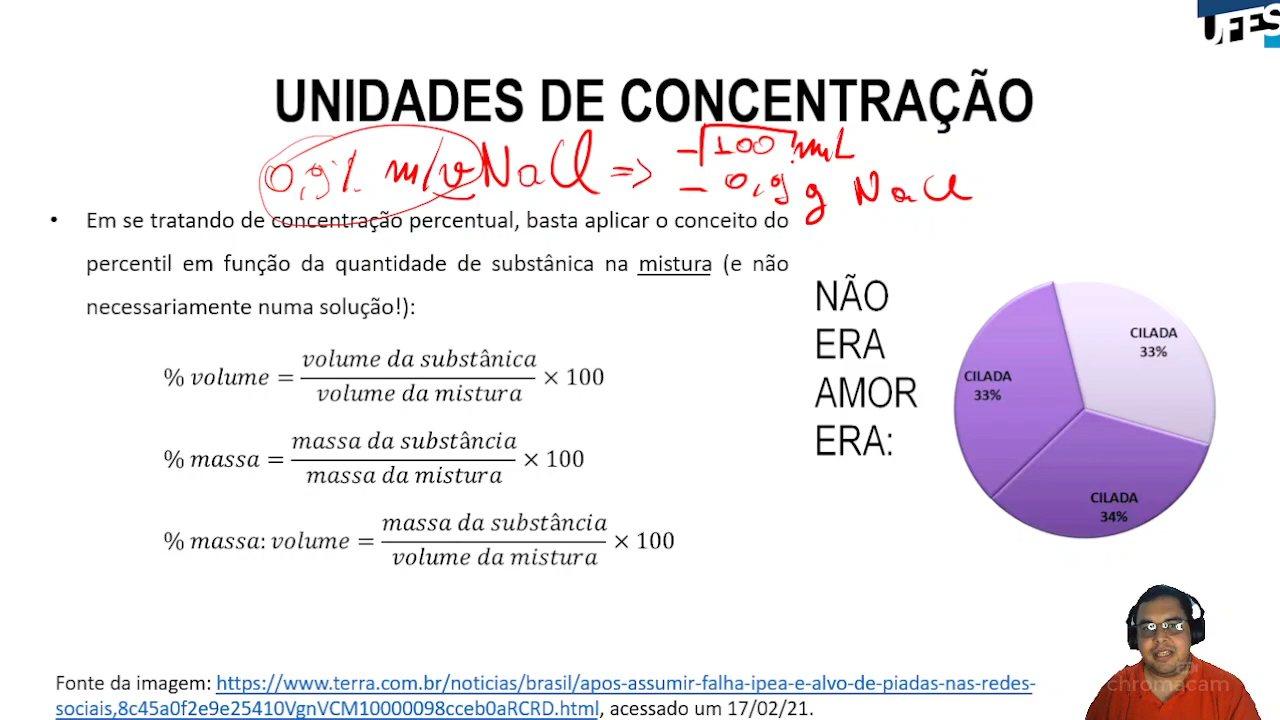 UFES
UNIDADES DE CONCENTRAÇÃO
0,9% m/v NaCl => - 100 mL
- 0,9 g NaCl
• Em se tratando de concentração percentual, basta aplicar o conceito do
percentil em função da quantidade de substânica na mistura (e não
necessariamente numa solução!):
% volume = volume da substânica / volume da mistura × 100
% massa = massa da substância / massa da mistura × 100
% massa: volume = massa da substância / volume da mistura × 100
NÃO
ERA
AMOR
ERA:
CILADA
33%
CILADA
33%
CILADA
34%
Fonte da imagem: https://www.terra.com.br/noticias/brasil/apos-assumir-falha-ipea-e-alvo-de-piadas-nas-redes-
sociais,8c45a0f2e9e25410VgnVCM10000098cceb0aRCRD.html, acessado um 17/02/21.
chromacam